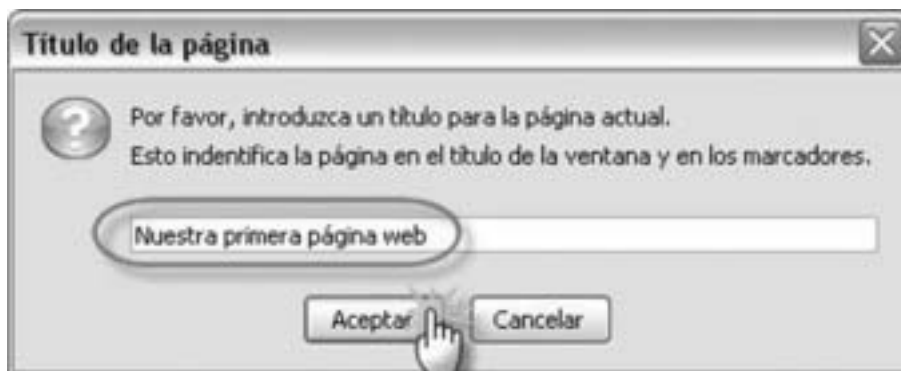 Título de la página
Por favor, introduzca un título para la página actual.
Esto indentifica la página en el título de la ventana y en los marcadores.
Nuestra primera página web
Aceptar Cancelar